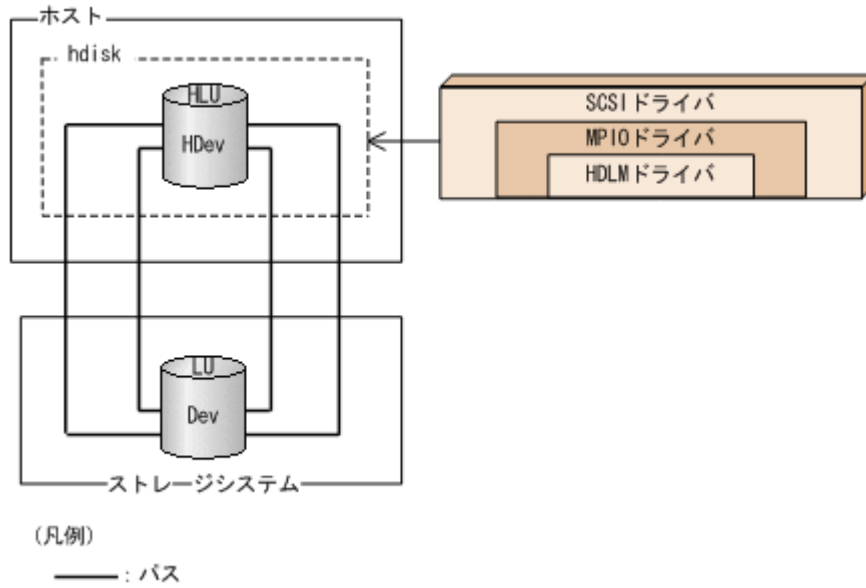 ホスト
hdisk
HLU
HDev
SCSIドライバ
MPIOドライバ
HDLMドライバ
LU
Dev
ストレージシステム
(凡例)
: パス